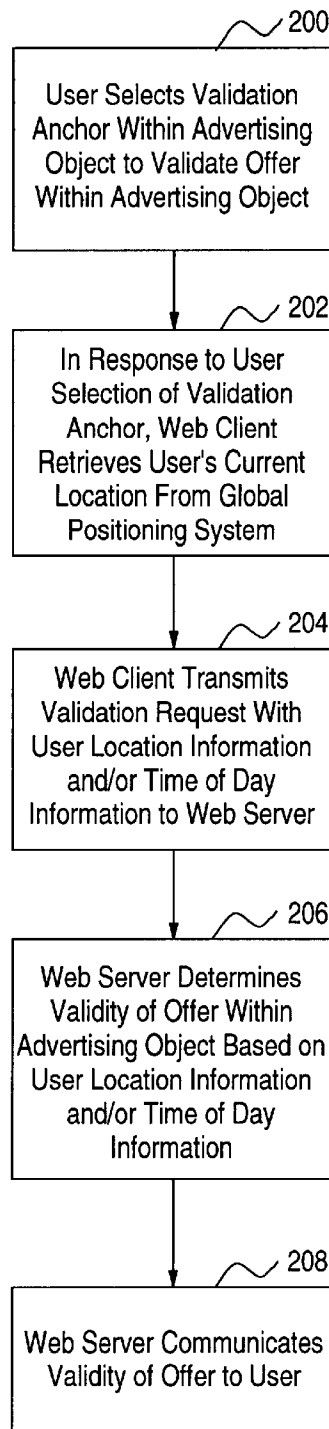 200
User Selects Validation
Anchor Within Advertising
Object to Validate Offer
Within Advertising Object
202
In Response to User
Selection of Validation
Anchor, Web Client
Retrieves User's Current
Location From Global
Positioning System
204
Web Client Transmits
Validation Request With
User Location Information
and/or Time of Day
Information to Web Server
206
Web Server Determines
Validity of Offer Within
Advertising Object Based on
User Location Information
and/or Time of Day
Information
208
Web Server Communicates
Validity of Offer to User